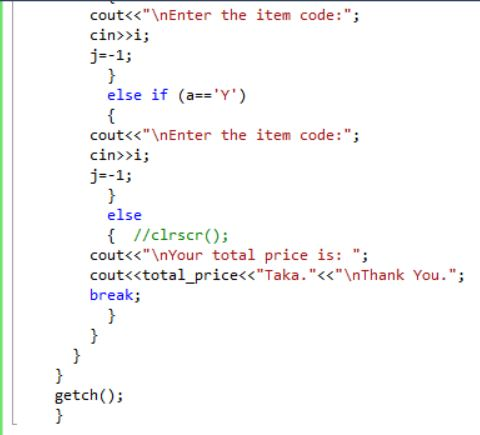 {
cout<<"\nEnter the item code:";
cin>>i;
j=-1;
}
else if (a=='Y')
{
cout<<"\nEnter the item code:";
cin>>i;
j=-1;
}
else
{  //clrscr();
cout<<"\nYour total price is: ";
cout<<total_price<<"Taka."<<"\nThank You.";
break;
}
}
}
}
getch();
}